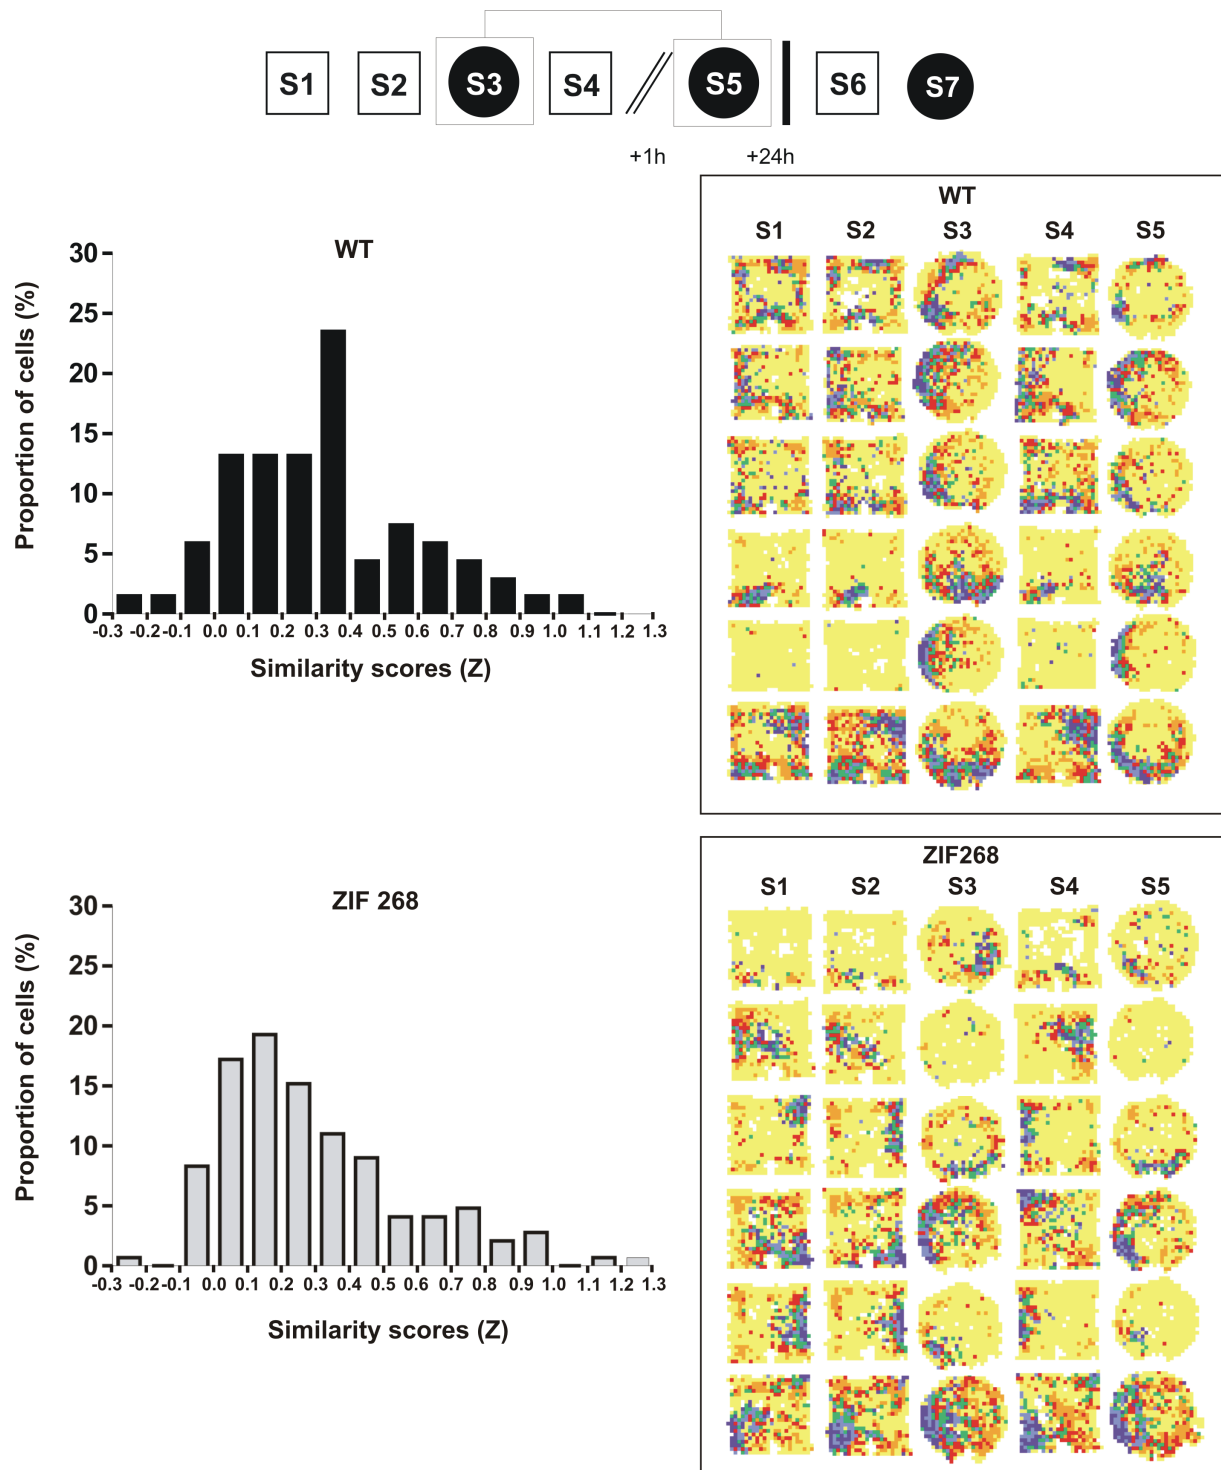 S1 S2 S3 S4 S5 S6 S7
+1h +24h
WT
30
25
20
15
10
5
0
Proportion of cells (%)
-0.3 -0.2 -0.1 0.0 0.1 0.2 0.3 0.4 0.5 0.6 0.7 0.8 0.9 1.0 1.1 1.2 1.3
Similarity scores (Z)
WT
S1 S2 S3 S4 S5
ZIF 268
30
25
20
15
10
5
0
Proportion of cells (%)
-0.3 -0.2 -0.1 0.0 0.1 0.2 0.3 0.4 0.5 0.6 0.7 0.8 0.9 1.0 1.1 1.2 1.3
Similarity scores (Z)
ZIF268
S1 S2 S3 S4 S5